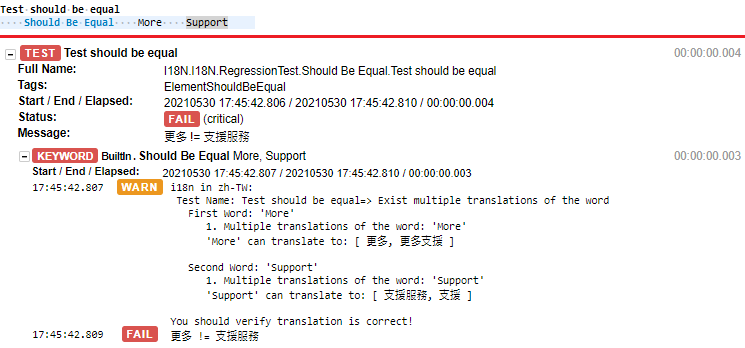 Test should be equal
Should Be Equal More Support
TEST Test should be equal 00:00:00.004
Full Name: I18N.I18N.RegressionTest.Should Be Equal.Test should be equal
Tags: ElementShouldBeEqual
Start / End / Elapsed: 20210530 17:45:42.806 / 20210530 17:45:42.810 / 00:00:00.004
Status: FAIL (critical)
Message: 更多 != 支援服務
KEYWORD BuiltIn. Should Be Equal More, Support 00:00:00.003
Start / End / Elapsed: 20210530 17:45:42.807 / 20210530 17:45:42.810 / 00:00:00.003
17:45:42.807 WARN i18n in zh-TW:
Test Name: Test should be equal=> Exist multiple translations of the word
First Word: 'More'
1. Multiple translations of the word: 'More'
'More' can translate to: [ 更多, 更多支援 ]
Second Word: 'Support'
1. Multiple translations of the word: 'Support'
'Support' can translate to: [ 支援服務, 支援 ]
You should verify translation is correct!
17:45:42.809 FAIL 更多 != 支援服務